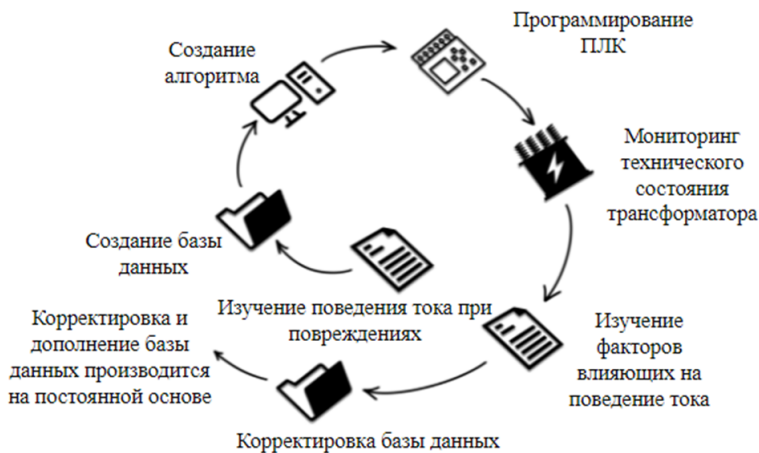 Создание
алгоритма
Программирование
ПЛК
Мониторинг
технического
состояния
трансформатора
Создание базы
данных
Изучение поведения тока при
повреждениях
Изучение
факторов
влияющих на
поведение тока
Корректировка и
дополнение базы
данных производится
на постоянной основе
Корректировка базы данных